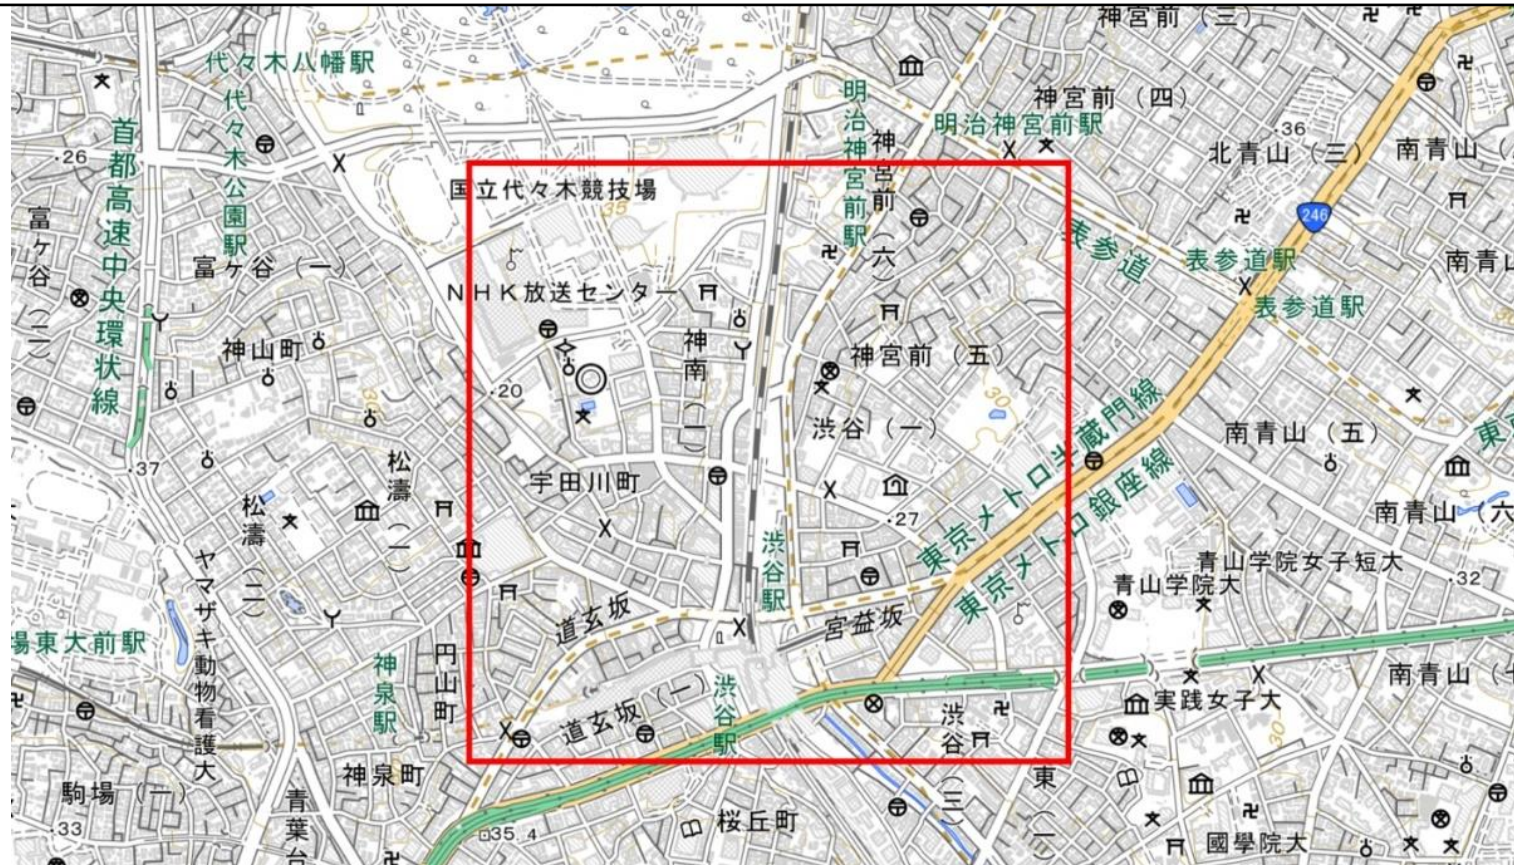 神宮前（三）
代々木八幡駅
代々木公園駅
明治神宮前駅
神宮前（四）
明治神宮前駅
神宮前（六）
36
北青山（三）
南青山
26
首都高速中央環状線
国立代々木競技場
35
246
富ヶ谷（二）
富ヶ谷（一）
表参道
表参道駅
南青山
ＮＨＫ放送センター
表参道駅
神山町
神南（一）
神宮前（五）
20
35
30
渋谷（一）
東京メトロ半蔵門線
南青山（五）
37
松濤（一）
宇田川町
松濤（二）
27
東京メトロ銀座線
南青山（六
渋谷駅
ヤマザキ動物看護大
青山学院女子短大
青山学院大
32
場東大前駅
道玄坂
宮益坂
神泉駅
円山町
渋谷駅
道玄坂（一）
渋谷（三）
実践女子大
南青山（七
30
神泉町
駒場（一）
青葉台
東（一）
33
35.4
桜丘町
國學院大